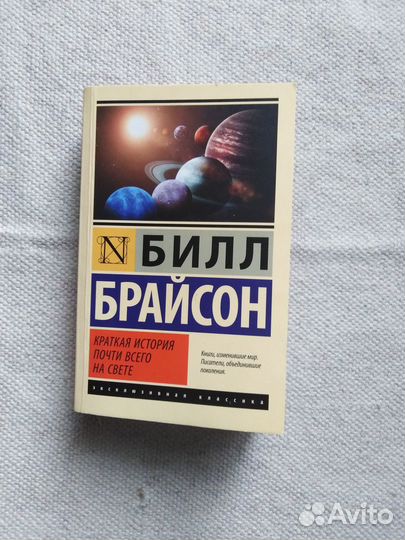 N
БИЛЛ
БРАЙСОН
КРАТКАЯ ИСТОРИЯ
ПОЧТИ ВСЕГО
НА СВЕТЕ
Книги, изменившие мир.
Писатели, объединившие
поколения.
эксклюзивная классика
Avito